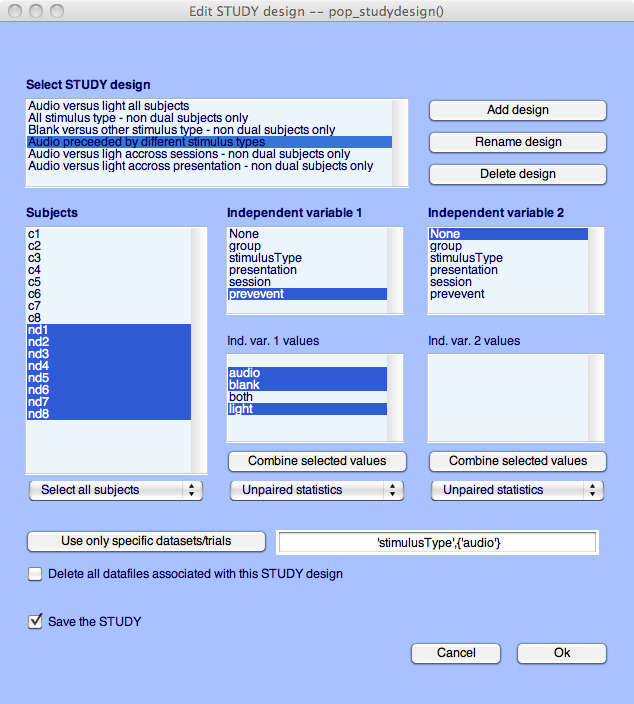 Edit STUDY design -- pop_studydesign()
Select STUDY design
Audio versus light all subjects
All stimulus type - non dual subjects only
Blank versus other stimulus type - non dual subjects only
Audio preceeded by different stimulus types
Audio versus ligh accross sessions - non dual subjects only
Audio versus light accross presentation - non dual subjects only
Add design
Rename design
Delete design
Subjects
c1
c2
c3
c4
c5
c6
c7
c8
nd1
nd2
nd3
nd4
nd5
nd6
nd7
nd8
Select all subjects
Independent variable 1
None
group
stimulusType
presentation
session
prevevent
Ind. var. 1 values
audio
blank
both
light
Combine selected values
Unpaired statistics
Independent variable 2
None
group
stimulusType
presentation
session
prevevent
Ind. var. 2 values
Combine selected values
Unpaired statistics
Use only specific datasets/trials
'stimulusType',{'audio'}
Delete all datafiles associated with this STUDY design
Save the STUDY
Cancel
Ok